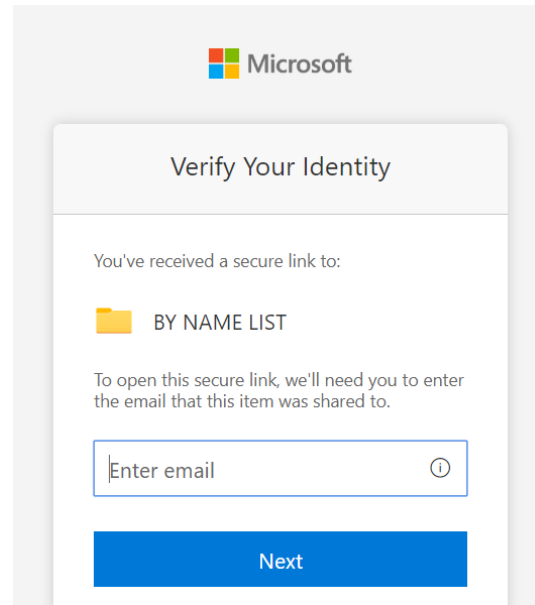 Microsoft
Verify Your Identity
You've received a secure link to:
BY NAME LIST
To open this secure link, we'll need you to enter
the email that this item was shared to.
Enter email
Next